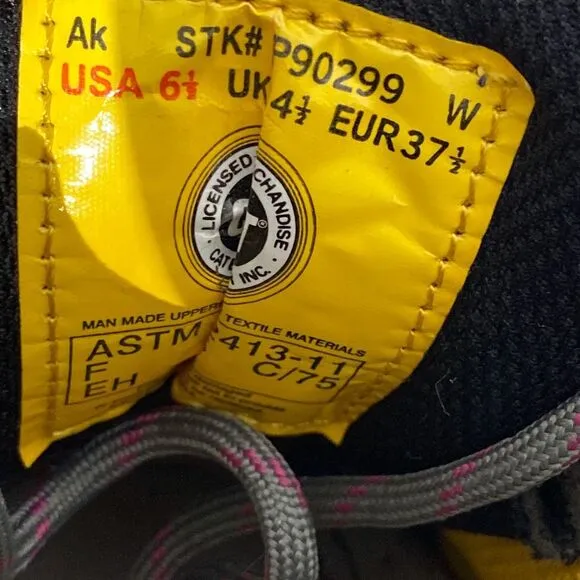 Ak STK# P90299 W
USA 6½ UK 4½ EUR 37½
LICENSED CHANDISE
CAT INC.
MAN MADE UPPER TEXTILE MATERIALS
ASTM 413-11
F C/75
EH